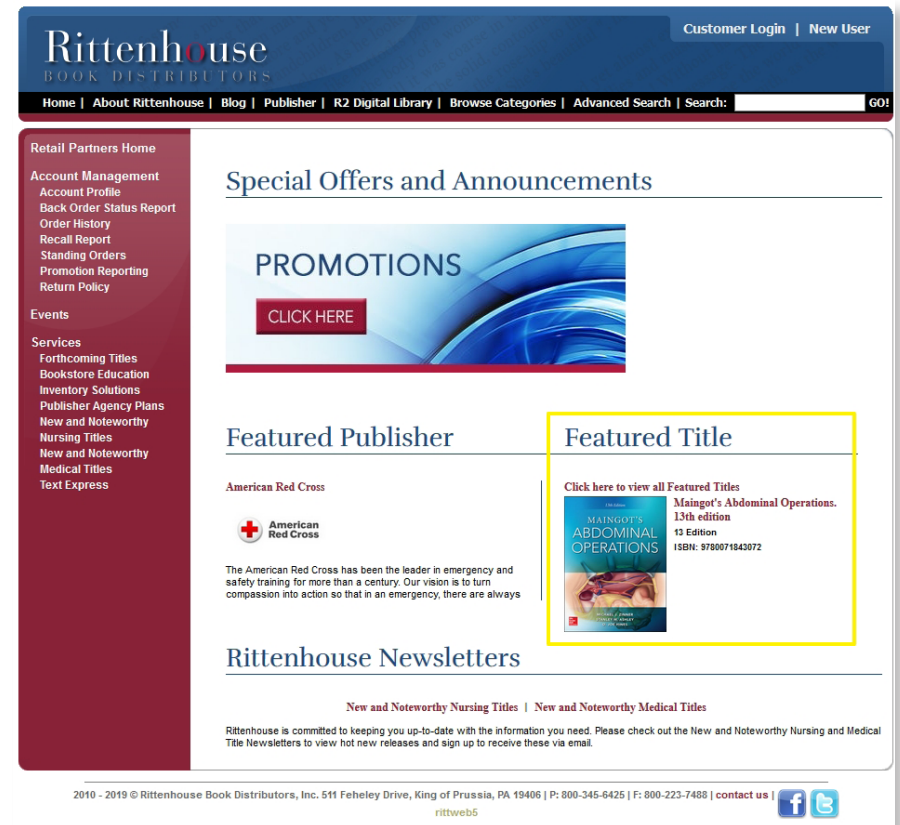 Customer Login | New User
Rittenhouse
BOOK DISTRIBUTORS
Home | About Rittenhouse | Blog | Publisher | R2 Digital Library | Browse Categories | Advanced Search | Search: GO!
Retail Partners Home
Account Management
Account Profile
Back Order Status Report
Order History
Recall Report
Standing Orders
Promotion Reporting
Return Policy
Events
Services
Forthcoming Titles
Bookstore Education
Inventory Solutions
Publisher Agency Plans
New and Noteworthy
Nursing Titles
New and Noteworthy
Medical Titles
Text Express
Special Offers and Announcements
PROMOTIONS
CLICK HERE
Featured Publisher
American Red Cross
American
Red Cross
The American Red Cross has been the leader in emergency and
safety training for more than a century. Our vision is to turn
compassion into action so that in an emergency, there are always
Featured Title
Click here to view all Featured Titles
MAINGOT'S
ABDOMINAL
OPERATIONS
Maingot's Abdominal Operations.
13th edition
13 Edition
ISBN: 9780071843072
Rittenhouse Newsletters
New and Noteworthy Nursing Titles | New and Noteworthy Medical Titles
Rittenhouse is committed to keeping you up-to-date with the information you need. Please check out the New and Noteworthy Nursing and Medical
Title Newsletters to view hot new releases and sign up to receive these via email.
2010 - 2019 © Rittenhouse Book Distributors, Inc. 511 Feheley Drive, King of Prussia, PA 19406 | P: 800-345-6425 | F: 800-223-7488 | contact us |
rittweb5